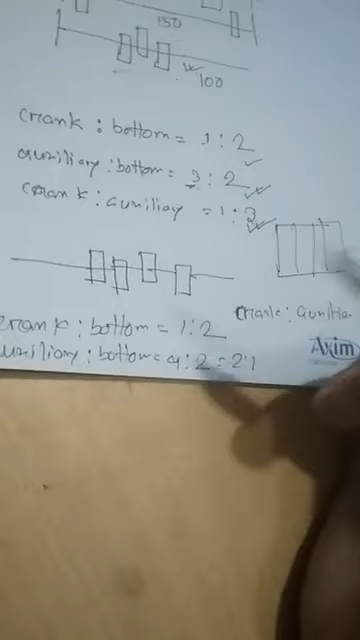 150
100
crank : bottom = 1 : 2
auxiliary : bottom = 3 : 2
crank : auxiliary = 1 : 3
crank : auxilia
crank : bottom = 1 : 2
auxiliary : bottom = 4 : 2 = 2:1
Axim